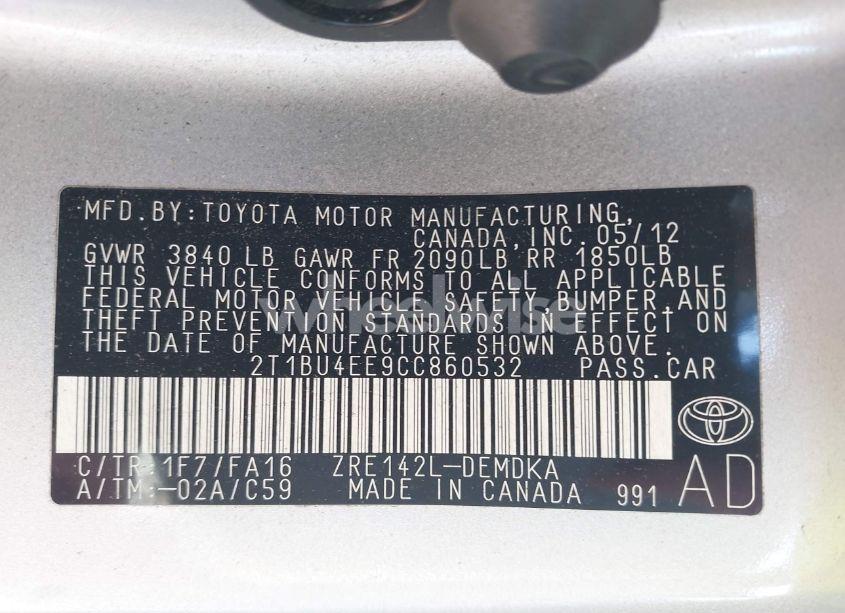 MFD.BY:TOYOTA MOTOR MANUFACTURING,
CANADA,INC. 05/12
GVWR 3840 LB GAWR FR 2090LB RR 1850LB
THIS VEHICLE CONFORMS TO ALL APPLICABLE
FEDERAL MOTOR VEHICLE SAFETY,BUMPER,AND
THEFT PREVENTION STANDARDS IN EFFECT ON
THE DATE OF MANUFACTURE SHOWN ABOVE.
2T1BU4EE9CC860532 PASS.CAR
C/TR:1F7/FA16 ZRE142L-DEMDKA
A/TM:-02A/C59 MADE IN CANADA 991 AD
wheelwise